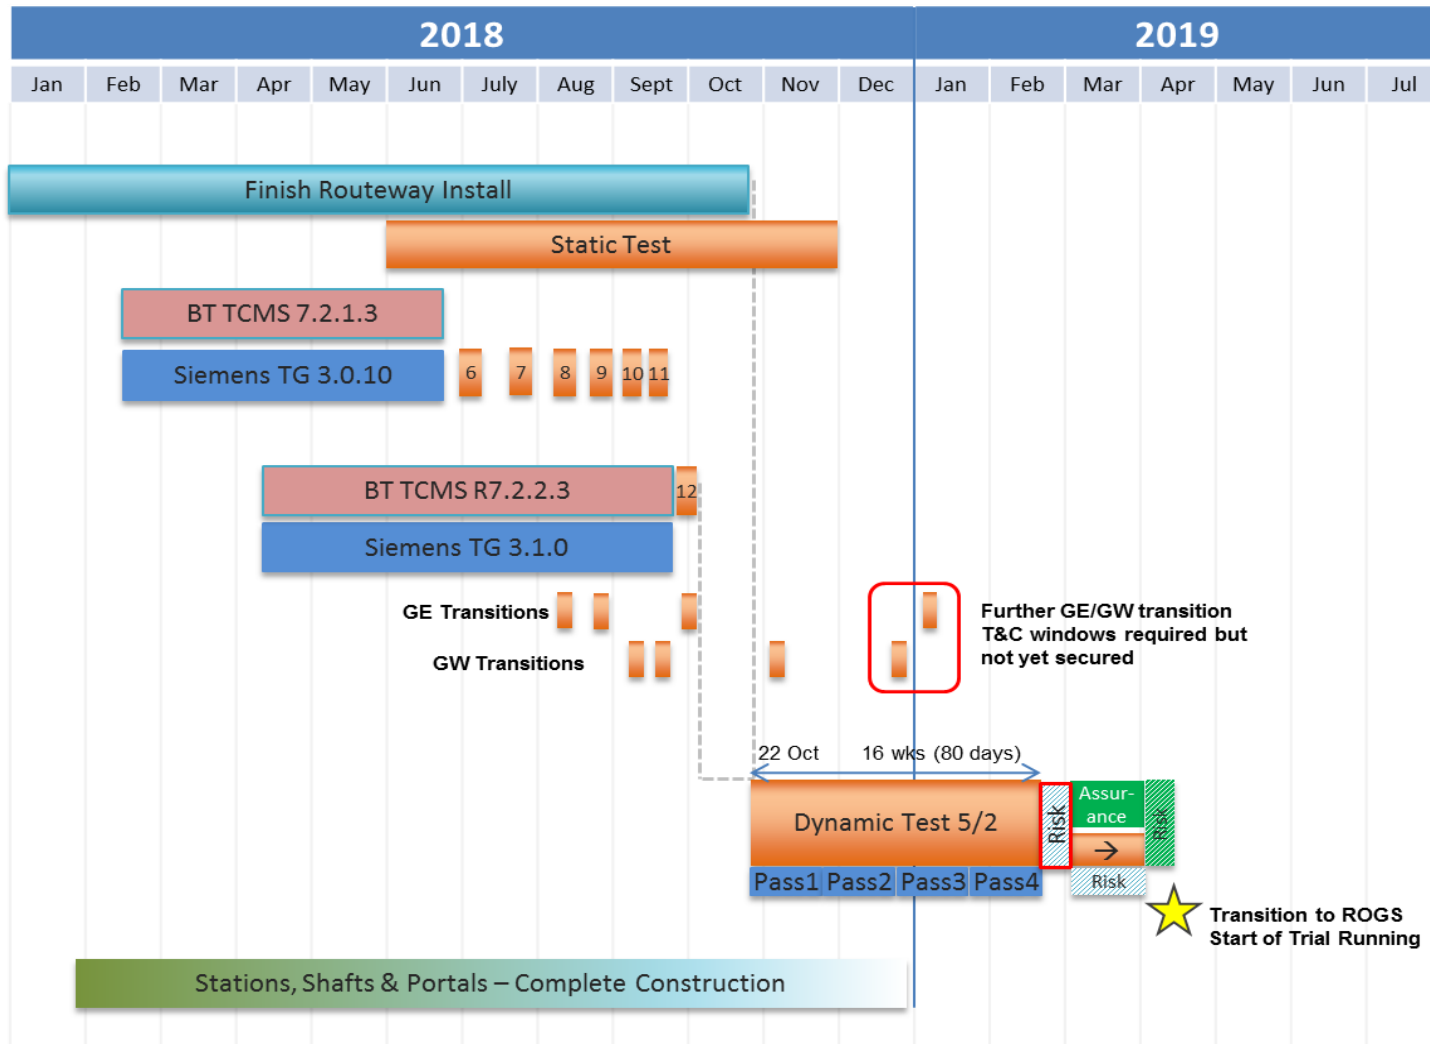 2018 2019
Jan Feb Mar Apr May Jun July Aug Sept Oct Nov Dec Jan Feb Mar Apr May Jun Jul
Finish Routeway Install
Static Test
BT TCMS 7.2.1.3
Siemens TG 3.0.10 6 7 8 9 10 11
BT TCMS R7.2.2.3 12
Siemens TG 3.1.0
GE Transitions
GW Transitions
Further GE/GW transition
T&C windows required but
not yet secured
22 Oct 16 wks (80 days)
Dynamic Test 5/2
Risk
Assur-
ance
→
Risk
Risk
Pass1 Pass2 Pass3 Pass4
Transition to ROGS
Start of Trial Running
Stations, Shafts & Portals – Complete Construction